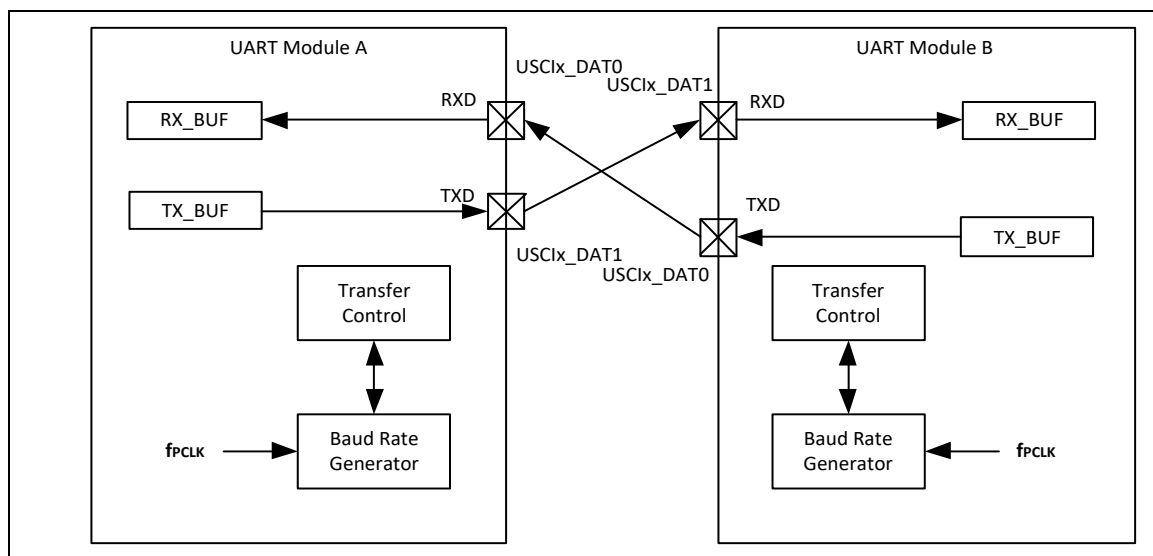 UART Module A
UART Module B
USCIx_DAT0
USCIx_DAT1
RXD
RXD
RX_BUF
RX_BUF
TXD
TXD
TX_BUF
TX_BUF
USCIx_DAT1
USCIx_DAT0
Transfer
Control
Transfer
Control
fPCLK
Baud Rate
Generator
Baud Rate
Generator
fPCLK